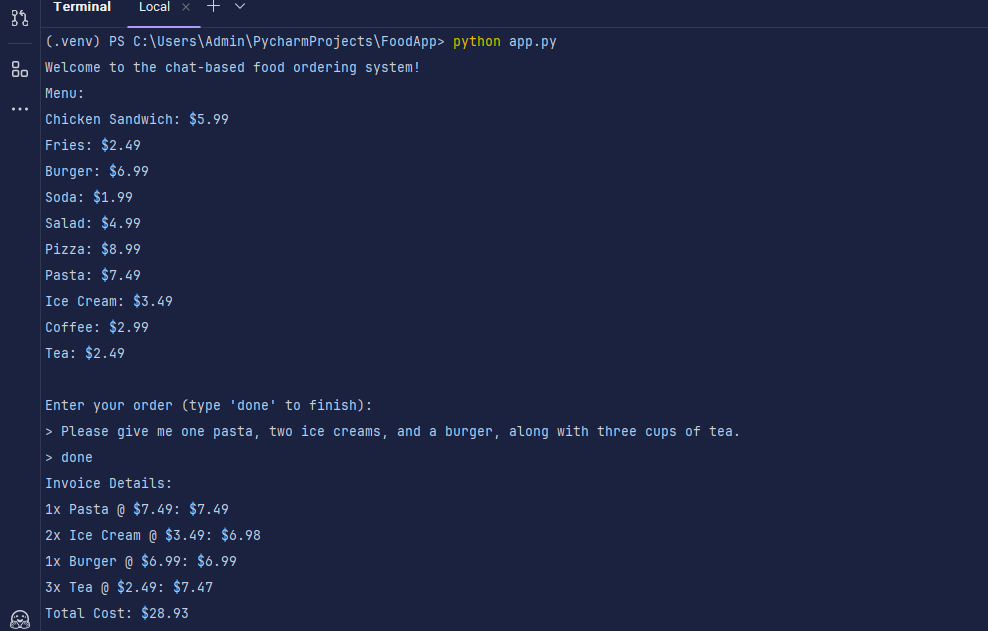 Terminal Local
(.venv) PS C:\Users\Admin\PycharmProjects\FoodApp> python app.py
Welcome to the chat-based food ordering system!
Menu:
Chicken Sandwich: $5.99
Fries: $2.49
Burger: $6.99
Soda: $1.99
Salad: $4.99
Pizza: $8.99
Pasta: $7.49
Ice Cream: $3.49
Coffee: $2.99
Tea: $2.49
Enter your order (type 'done' to finish):
> Please give me one pasta, two ice creams, and a burger, along with three cups of tea.
> done
Invoice Details:
1x Pasta @ $7.49: $7.49
2x Ice Cream @ $3.49: $6.98
1x Burger @ $6.99: $6.99
3x Tea @ $2.49: $7.47
Total Cost: $28.93